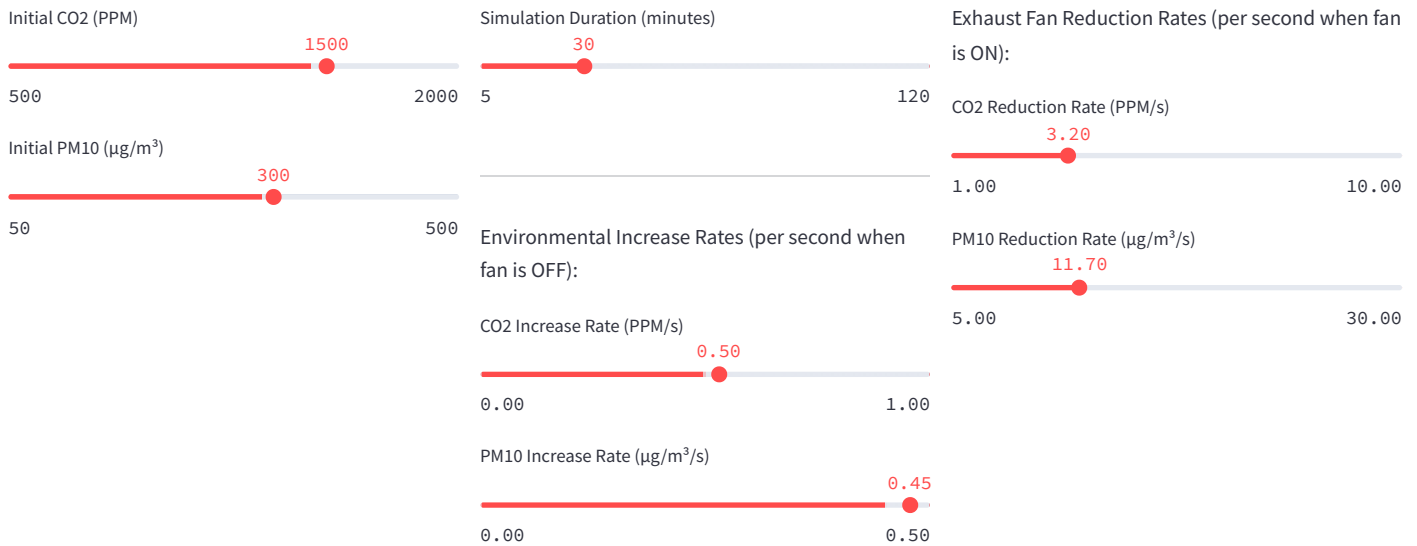 Initial CO2 (PPM)
1500
500
2000
Initial PM10 (µg/m³)
300
50
500
Simulation Duration (minutes)
30
5
120
Environmental Increase Rates (per second when
fan is OFF):
CO2 Increase Rate (PPM/s)
0.50
0.00
1.00
PM10 Increase Rate (µg/m³/s)
0.45
0.00
0.50
Exhaust Fan Reduction Rates (per second when fan
is ON):
CO2 Reduction Rate (PPM/s)
3.20
1.00
10.00
PM10 Reduction Rate (µg/m³/s)
11.70
5.00
30.00